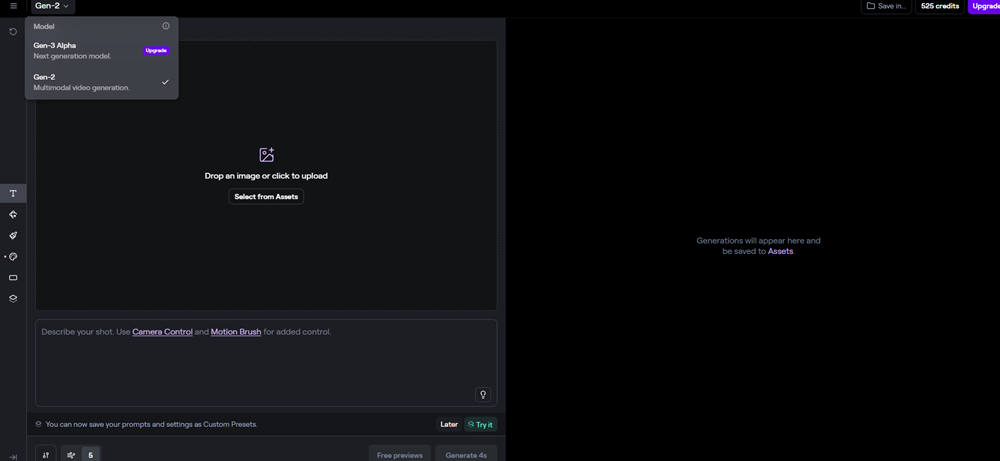 Gen-2
Save in...
525 credits
Upgrade
Model
Gen-3 Alpha
Next generation model.
Upgrade
Gen-2
Multimodal video generation.
Drop an image or click to upload
Select from Assets
Generations will appear here and
be saved to Assets.
Describe your shot. Use Camera Control and Motion Brush for added control.
You can now save your prompts and settings as Custom Presets.
Later
Try it
5
Free previews
Generate 4s